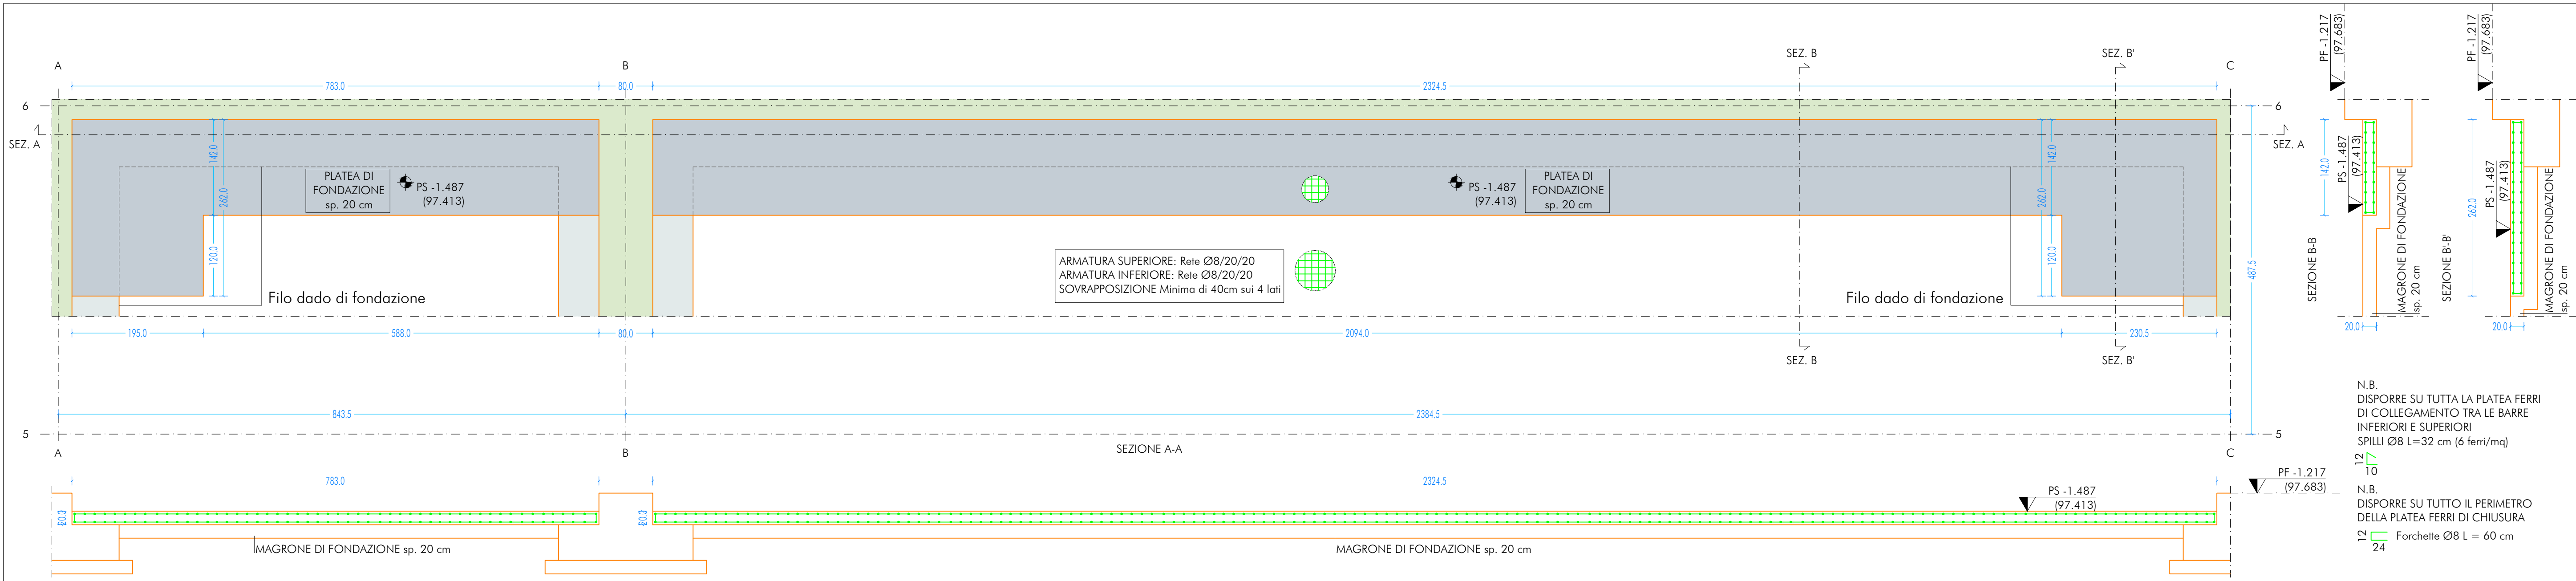 A
B
C
SEZ. B
SEZ. B'
783.0
80.0
2324.5
6
6
SEZ. A
SEZ. A
142.0
262.0
120.0
PLATEA DI
FONDAZIONE
sp. 20 cm
PS -1.487
(97.413)
Filo dado di fondazione
ARMATURA SUPERIORE: Rete Ø8/20/20
ARMATURA INFERIORE: Rete Ø8/20/20
SOVRAPPOSIZIONE Minima di 40cm sui 4 lati
PS -1.487
(97.413)
PLATEA DI
FONDAZIONE
sp. 20 cm
Filo dado di fondazione
142.0
262.0
120.0
487.5
195.0
588.0
80.0
2094.0
230.5
SEZ. B
SEZ. B'
843.5
2384.5
5
5
A
B
C
SEZIONE A-A
783.0
2324.5
20.0
20.0
PS -1.487
(97.413)
PF -1.217
(97.683)
MAGRONE DI FONDAZIONE sp. 20 cm
MAGRONE DI FONDAZIONE sp. 20 cm
PF -1.217
(97.683)
142.0
PS -1.487
(97.413)
SEZIONE B-B
MAGRONE DI FONDAZIONE
sp. 20 cm
20.0
PF -1.217
(97.683)
262.0
PS -1.487
(97.413)
SEZIONE B'-B'
MAGRONE DI FONDAZIONE
sp. 20 cm
20.0
N.B.
DISPORRE SU TUTTA LA PLATEA FERRI
DI COLLEGAMENTO TRA LE BARRE
INFERIORI E SUPERIORI
SPILLI Ø8 L=32 cm (6 ferri/mq)
12
10
N.B.
DISPORRE SU TUTTO IL PERIMETRO
DELLA PLATEA FERRI DI CHIUSURA
12
24
Forchette Ø8 L = 60 cm